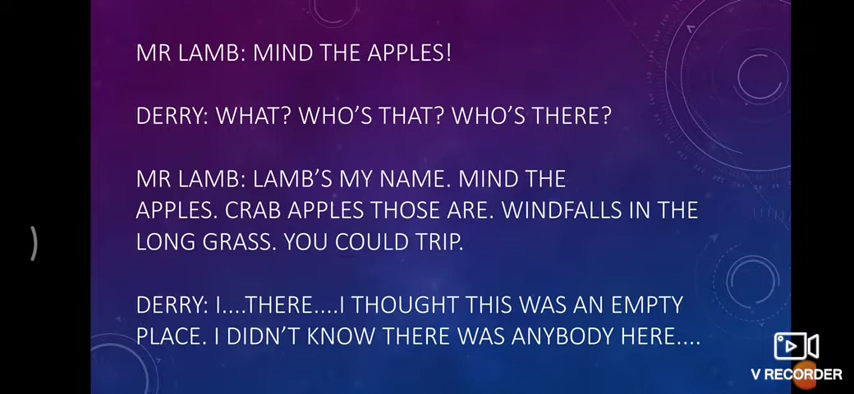 MR LAMB: MIND THE APPLES!
DERRY: WHAT? WHO'S THAT? WHO'S THERE?
MR LAMB: LAMB'S MY NAME. MIND THE
APPLES. CRAB APPLES THOSE ARE. WINDFALLS IN THE
LONG GRASS. YOU COULD TRIP.
DERRY: I....THERE....I THOUGHT THIS WAS AN EMPTY
PLACE. I DIDN'T KNOW THERE WAS ANYBODY HERE....
V RECORDER